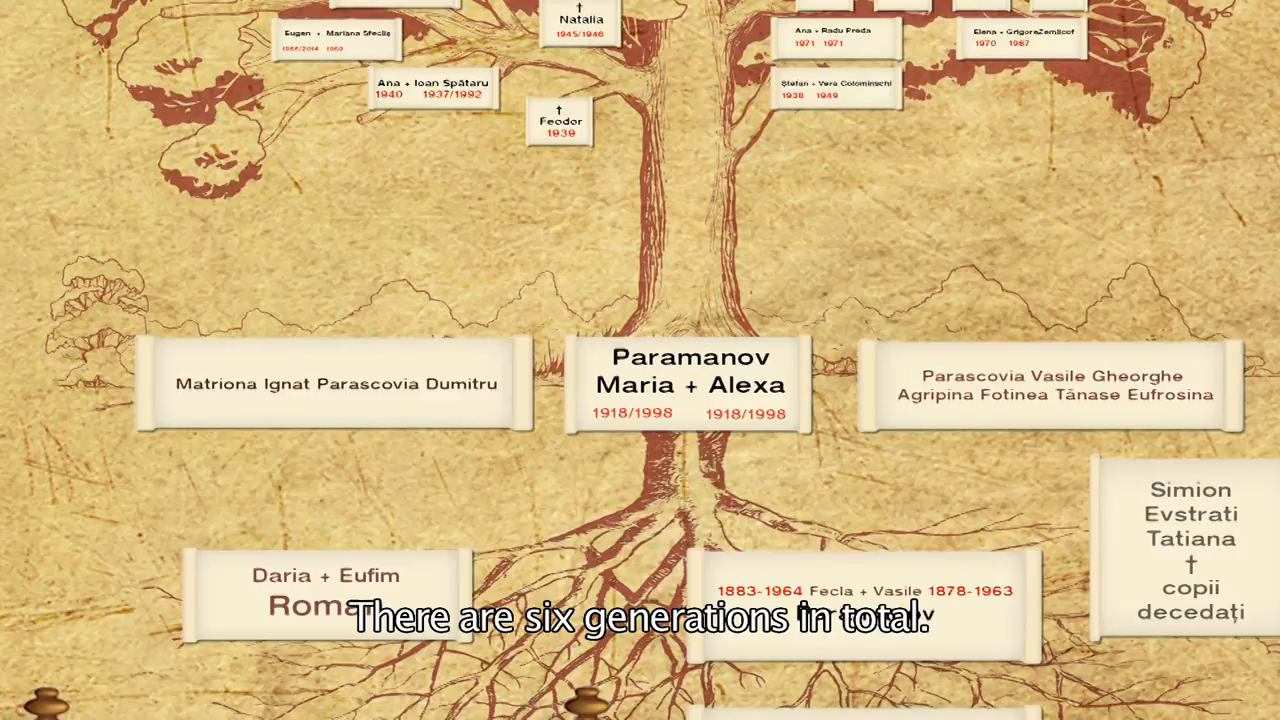 †
Natalia
1945/1946
Eugen + Mariana Sfecliș
1966/2014 1969
Ana + Radu Preda
1971 1971
Elena + Grigore Zemlicof
1970 1967
Ana + Ioan Spătaru
1940 1937/1992
Ștefan + Vera Colominschi
1938 1949
†
Feodor
1939
Matriona Ignat Parascovia Dumitru
Paramanov
Maria + Alexa
1918/1998 1918/1998
Parascovia Vasile Gheorghe
Agripina Fotinea Tănase Eufrosina
Simion
Evstrati
Tatiana
†
copii
decedați
Daria + Eufim
1883-1964 Fecla + Vasile 1878-1963
There are six generations in total.